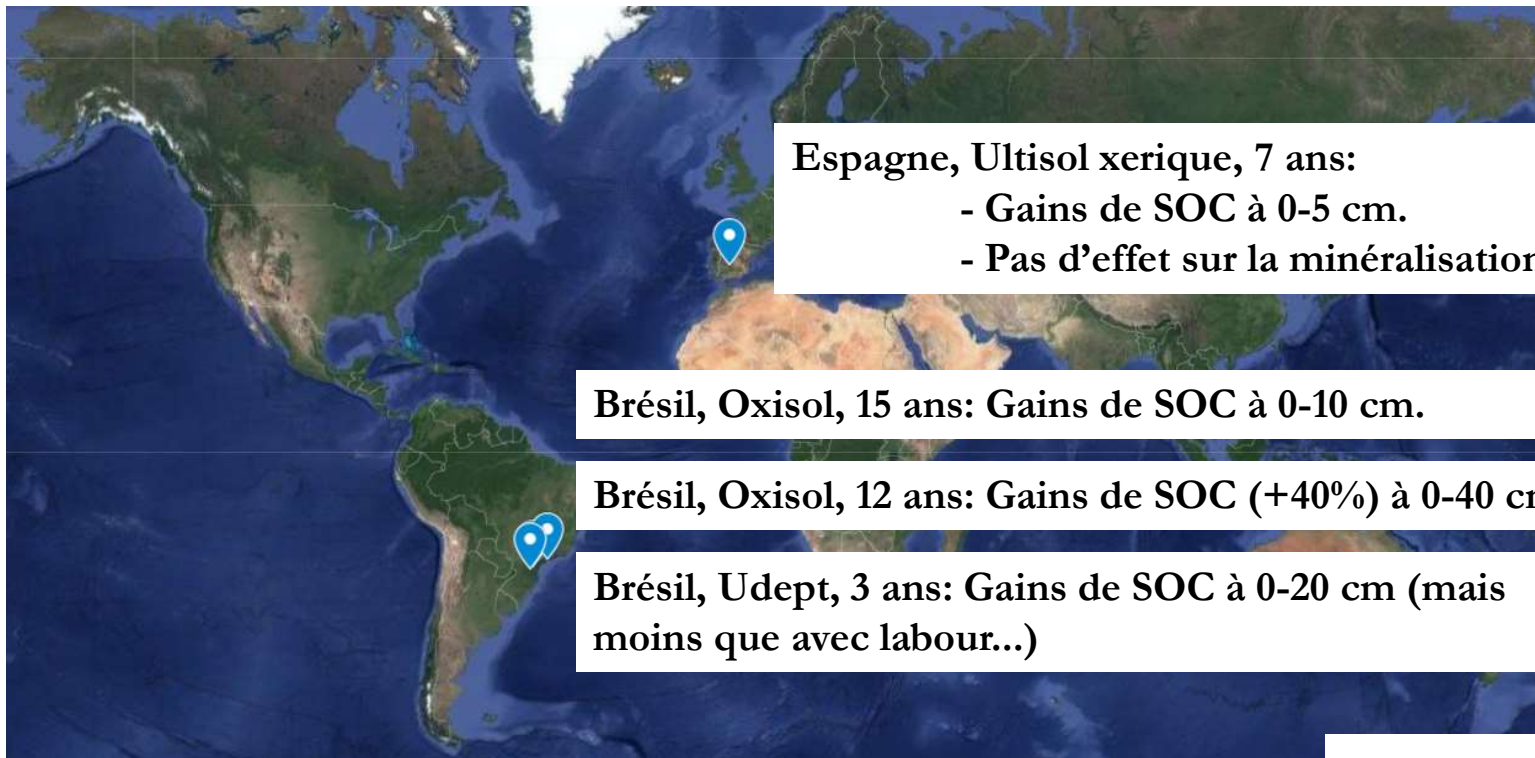 Espagne, Ultisol xerique, 7 ans:
- Gains de SOC à 0-5 cm.
- Pas d'effet sur la minéralisation
Brésil, Oxisol, 15 ans: Gains de SOC à 0-10 cm.
Brésil, Oxisol, 12 ans: Gains de SOC (+40%) à 0-40
Brésil, Udept, 3 ans: Gains de SOC à 0-20 cm (mais
moins que avec labour...)